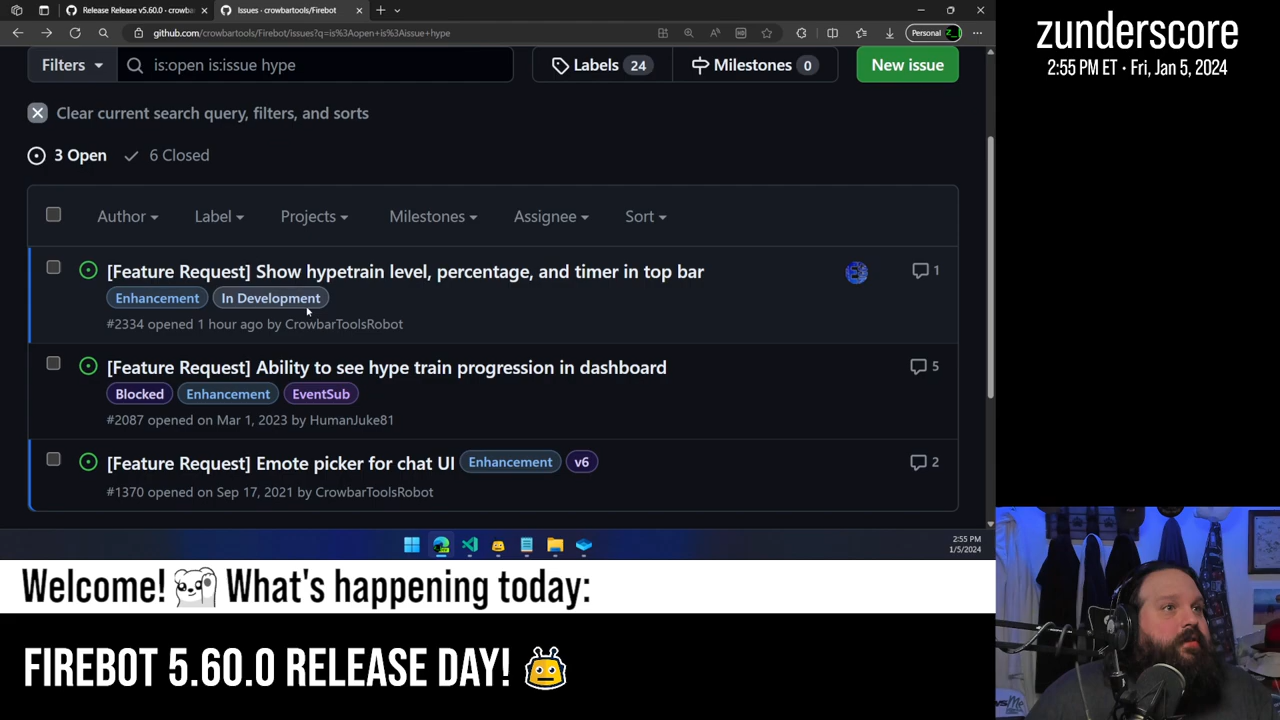 Release Release v5.60.0 · crowba
Issues · crowbartools/Firebot
github.com/crowbartools/Firebot/issues?q=is%3Aopen+is%3Aissue+hype
Personal
zunderscore
2:55 PM ET • Fri, Jan 5, 2024
Filters
is:open is:issue hype
Labels 24
Milestones 0
New issue
Clear current search query, filters, and sorts
3 Open
6 Closed
Author
Label
Projects
Milestones
Assignee
Sort
[Feature Request] Show hypetrain level, percentage, and timer in top bar
1
Enhancement
In Development
#2334 opened 1 hour ago by CrowbarToolsRobot
[Feature Request] Ability to see hype train progression in dashboard
5
Blocked
Enhancement
EventSub
#2087 opened on Mar 1, 2023 by HumanJuke81
[Feature Request] Emote picker for chat UI
Enhancement
v6
2
#1370 opened on Sep 17, 2021 by CrowbarToolsRobot
2:55 PM
1/5/2024
Welcome! What's happening today:
FIREBOT 5.60.0 RELEASE DAY!